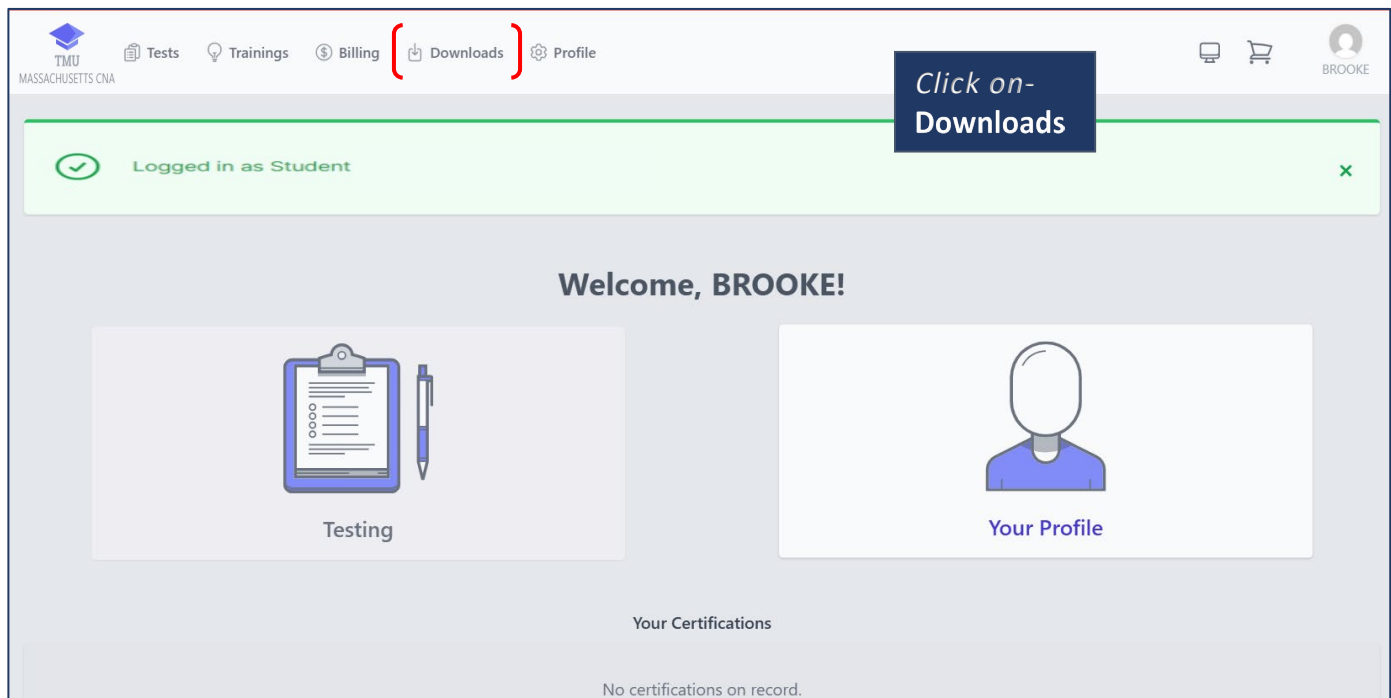 TMU
MASSACHUSETTS CNA
Tests
Trainings
Billing
Downloads
Profile
BROOKE
Click on-
Downloads
Logged in as Student
Welcome, BROOKE!
Testing
Your Profile
Your Certifications
No certifications on record.